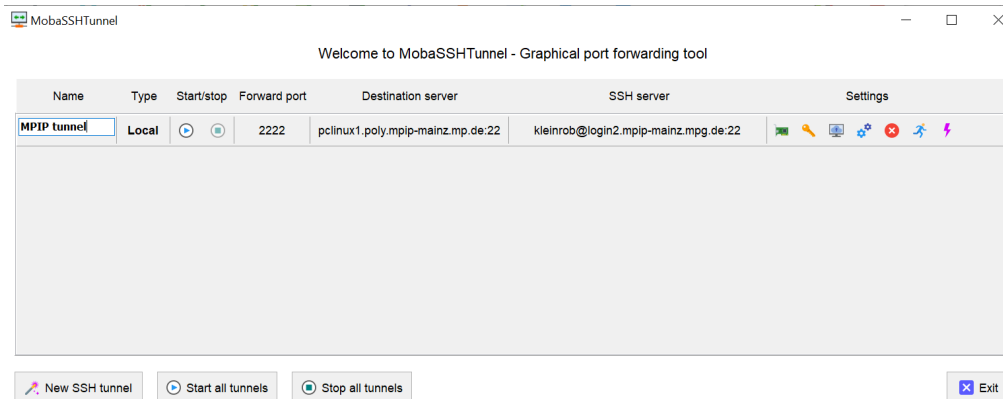 MobaSSHTunnel
Welcome to MobaSSHTunnel - Graphical port forwarding tool
Name Type Start/stop Forward port Destination server SSH server Settings
MPIP tunnel Local 2222 pclinux1.poly.mpip-mainz.mp.de:22 kleinrob@login2.mpip-mainz.mpg.de:22
New SSH tunnel Start all tunnels Stop all tunnels Exit